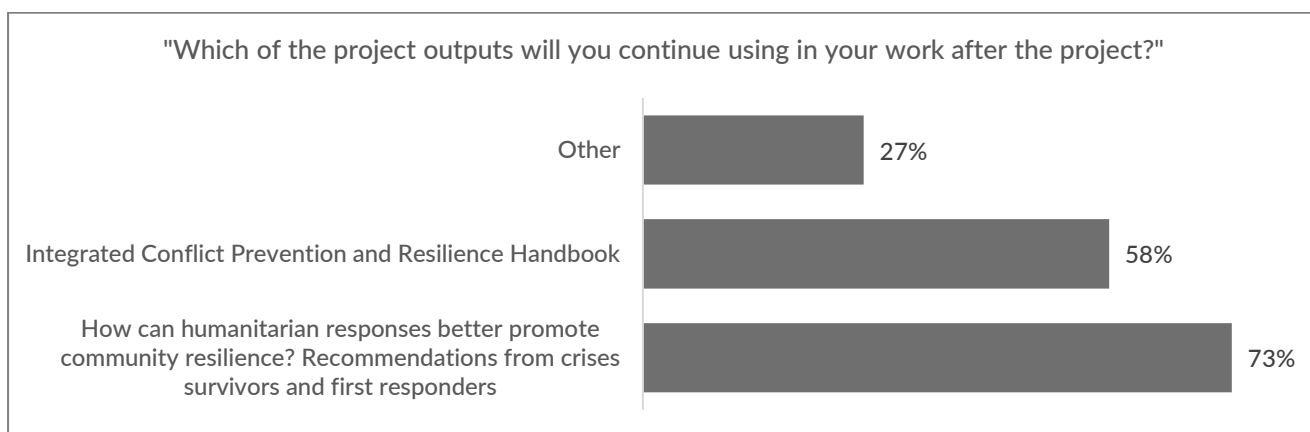 "Which of the project outputs will you continue using in your work after the project?"
Other
27%
Integrated Conflict Prevention and Resilience Handbook
58%
How can humanitarian responses better promote
community resilience? Recommendations from crises
survivors and first responders
73%